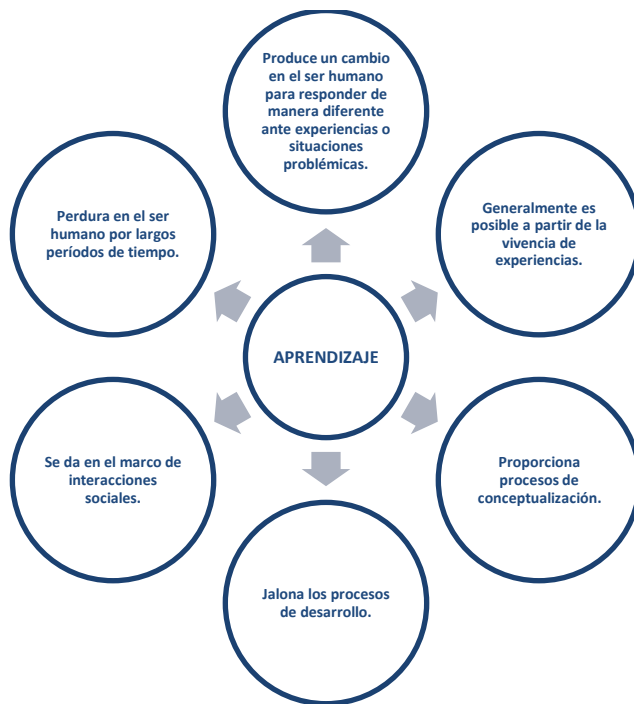 Produce un cambio
en el ser humano
para responder de
manera diferente
ante experiencias o
situaciones
problémicas.
Generalmente es
posible a partir de la
vivencia de
experiencias.
Proporciona
procesos de
conceptualización.
Jalona los procesos
de desarrollo.
Se da en el marco de
interacciones
sociales.
Perdura en el ser
humano por largos
períodos de tiempo.
APRENDIZAJE